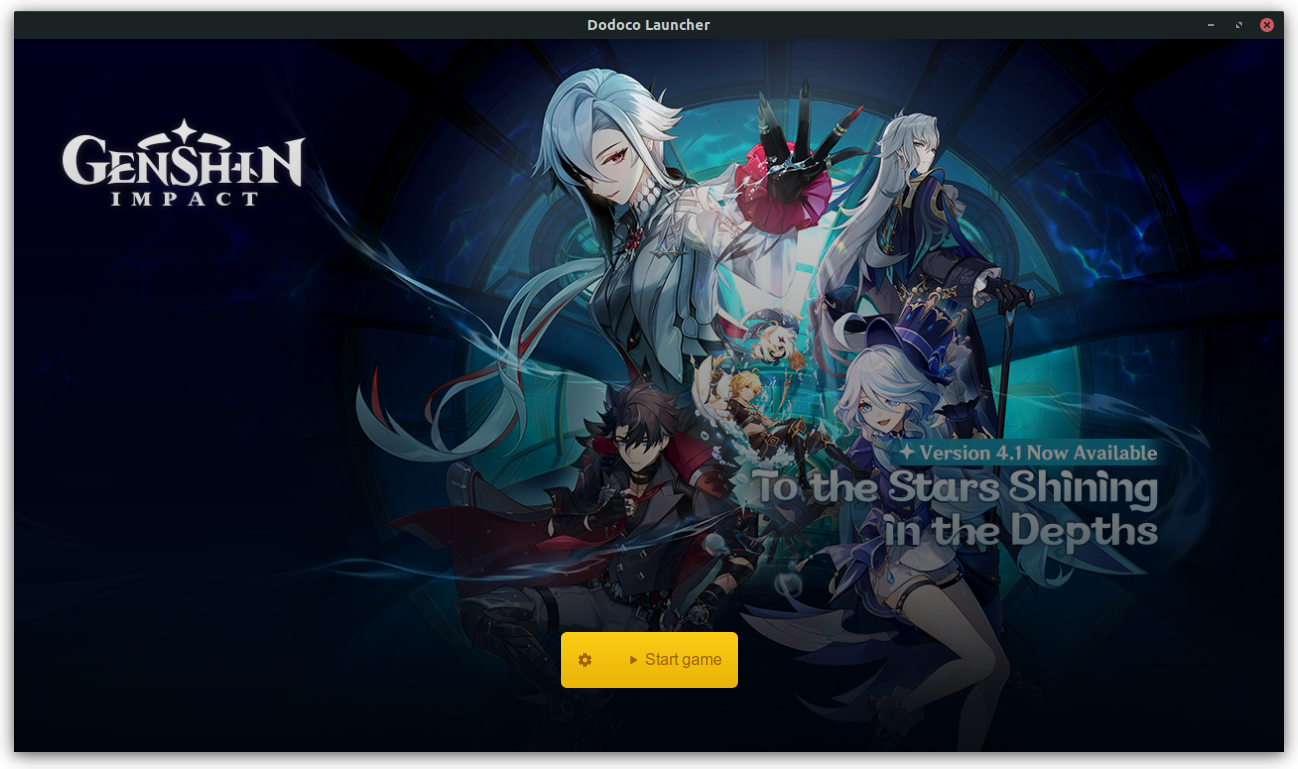 Dodoco Launcher
GENSHIN
IMPACT
Version 4.1 Now Available
To the Stars Shining
in the Depths
Start game